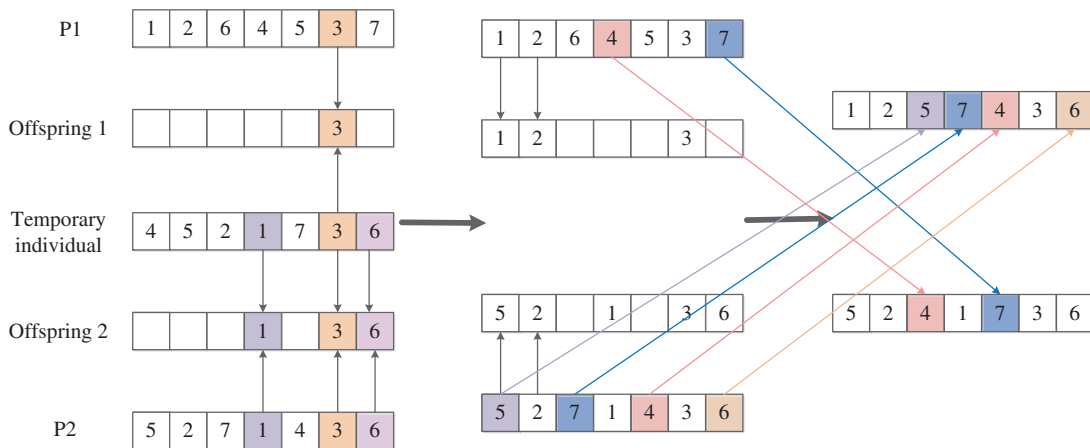 P1 1 2 6 4 5 3 7
Offspring 1 3
Temporary
individual
4 5 2 1 7 3 6
Offspring 2 1 3 6
P2 5 2 7 1 4 3 6
1 2 6 4 5 3 7
1 2 3
5 2 1 3 6
5 2 7 1 4 3 6
1 2 5 7 4 3 6
5 2 4 1 7 3 6